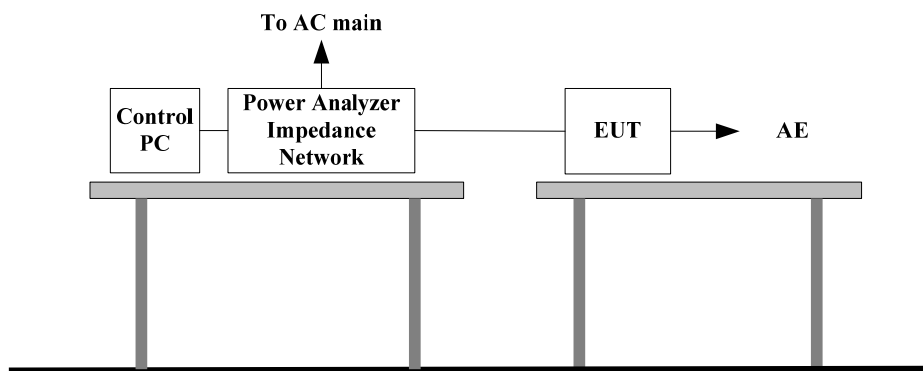 To AC main
Control
PC
Power Analyzer
Impedance
Network
EUT
AE